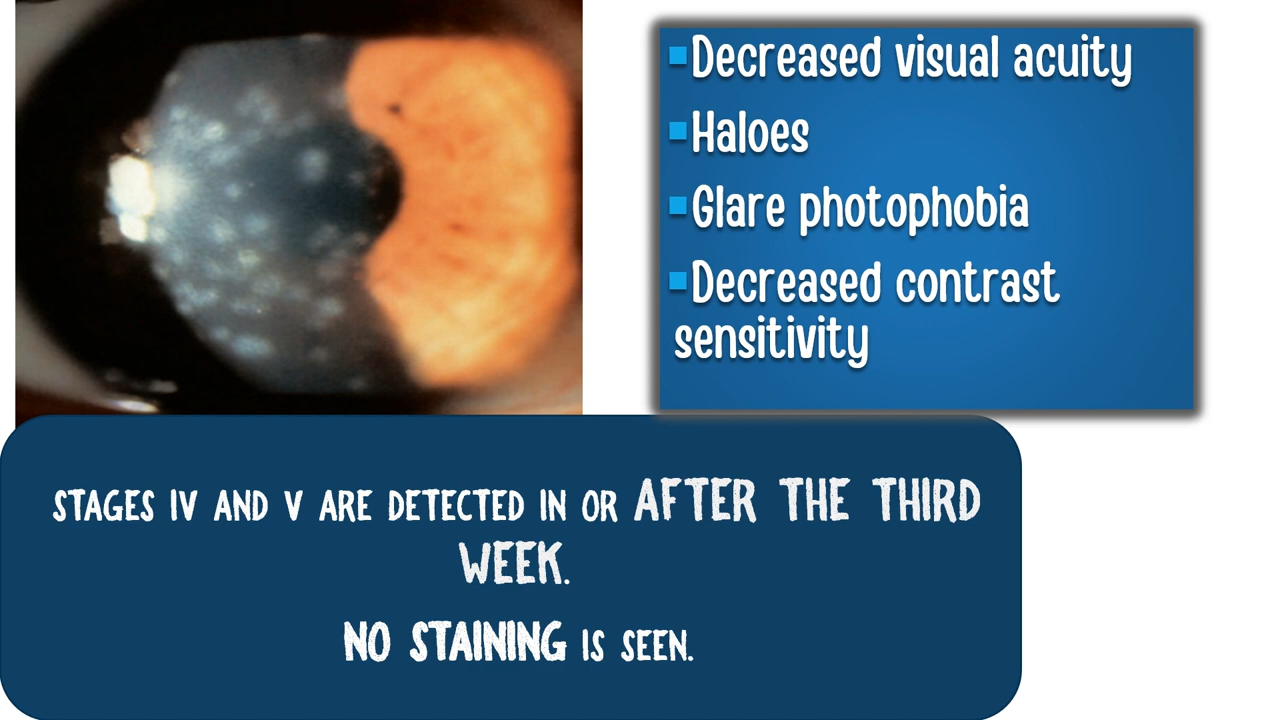 Decreased visual acuity
Haloes
Glare photophobia
Decreased contrast
sensitivity
STAGES IV AND V ARE DETECTED IN OR AFTER THE THIRD
WEEK.
NO STAINING IS SEEN.